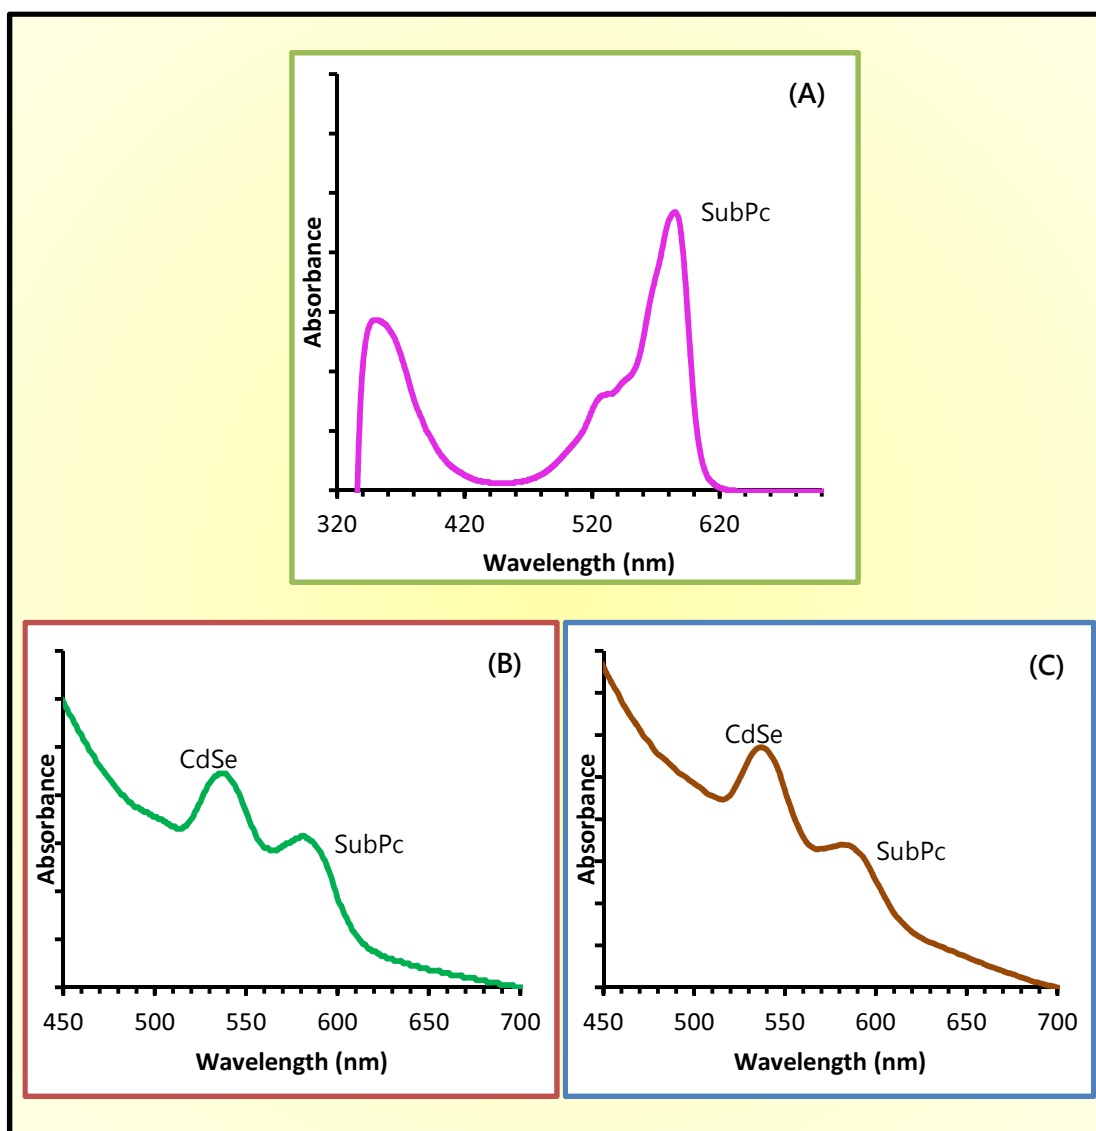 (A)
SubPc
Absorbance
320 420 520 620
Wavelength (nm)
(B)
CdSe
SubPc
Absorbance
450 500 550 600 650 700
Wavelength (nm)
(C)
CdSe
SubPc
Absorbance
450 500 550 600 650 700
Wavelength (nm)